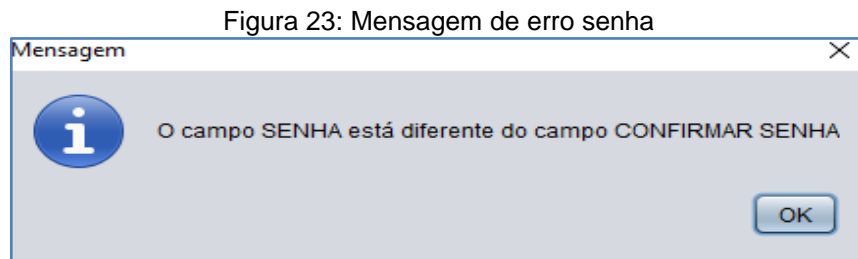 Figura 23: Mensagem de erro senha
Mensagem
O campo SENHA está diferente do campo CONFIRMAR SENHA
OK